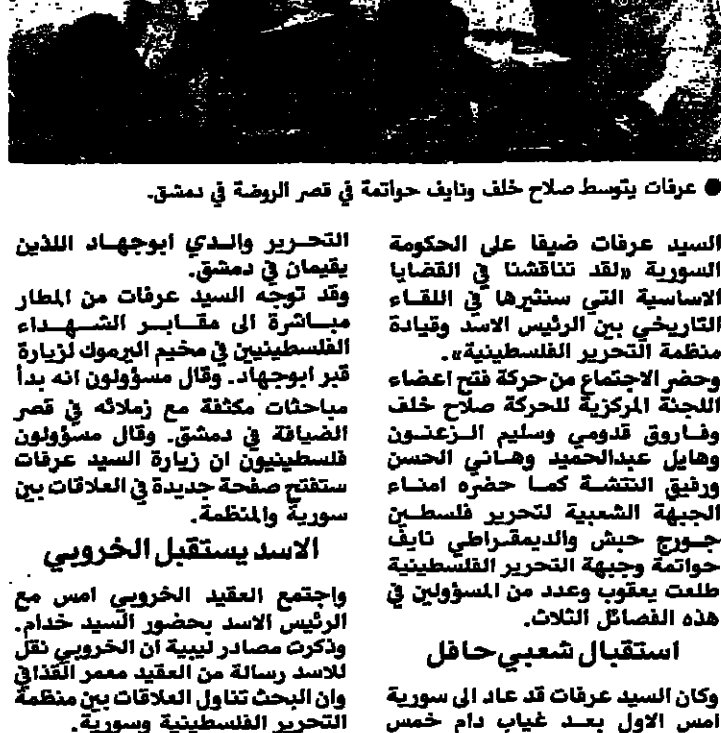 ● عرفات يتوسط صلاح خلف ونايف حواتمة في قصر الروضة في دمشق.
السيد عرفات ضيفا على الحكومة
السورية «لقد تناقشنا في القضايا
الاساسية التي سنثيرها في اللقاء
التاريخي بين الرئيس الاسد وقيادة
منظمة التحرير الفلسطينية».
وحضر الاجتماع من حركة فتح اعضاء
اللجنة المركزية للحركة صلاح خلف
وفاروق قدومي وسليم الزعنون
وهايل عبدالحميد وهاني الحسن
ورفيق النتشة كما حضره امناء
الجبهة الشعبية لتحرير فلسطين
جورج حبش والديمقراطي نايف
حواتمة وجبهة التحرير الفلسطينية
طلعت يعقوب وعدد من المسؤولين في
هذه الفصائل الثلاث.
استقبال شعبي حافل
وكان السيد عرفات قد عاد الى سورية
امس الاول بعد غياب دام خمس
التحرير والدي ابوجهاد اللذين
يقيمان في دمشق.
وقد توجه السيد عرفات من المطار
مباشرة الى مقابر الشهداء
الفلسطينيين في مخيم اليرموك لزيارة
قبر ابوجهاد. وقال مسؤولون انه بدأ
مباحثات مكثفة مع زملائه في قصر
الضيافة في دمشق. وقال مسؤولون
فلسطينيون ان زيارة السيد عرفات
ستفتح صفحة جديدة في العلاقات بين
سورية والمنظمة.
الاسد يستقبل الخروبي
واجتمع العقيد الخروبي امس مع
الرئيس الاسد بحضور السيد خدام.
وذكرت مصادر ليبية ان الخروبي نقل
للاسد رسالة من العقيد معمر القذافي
وان البحث تناول العلاقات بين منظمة
التحرير الفلسطينية وسورية.